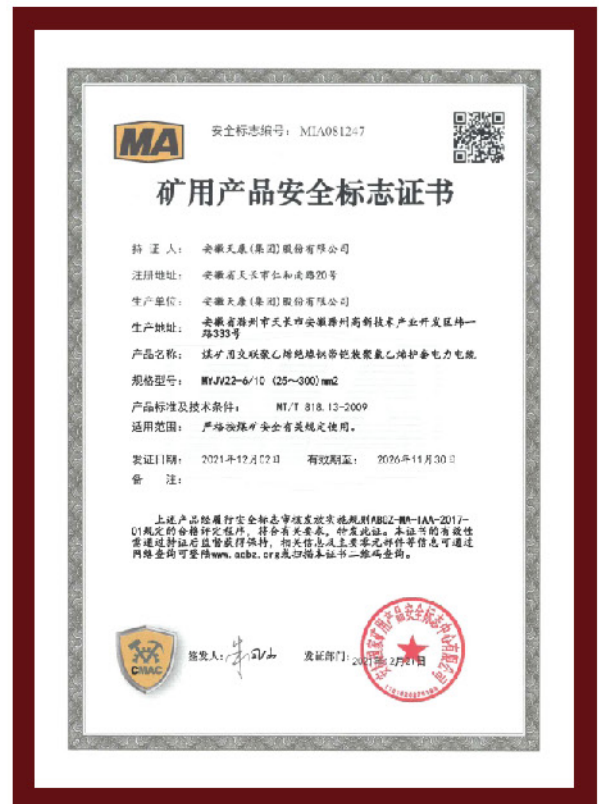 MA
安全标志编号: MIA081247
矿用产品安全标志证书
持 证 人: 安徽天康(集团)股份有限公司
注册地址: 安徽省天长市仁和南路20号
生产单位: 安徽天康(集团)股份有限公司
生产地址: 安徽省滁州市天长市安徽滁州高新技术产业开发区纬一
路333号
产品名称: 煤矿用交联聚乙烯绝缘钢带铠装聚氯乙烯护套电力电缆
规格型号: MYJV22-6/10 (25~300)mm2
产品标准及技术条件: MT/T 818.13-2009
适用范围: 严格按煤矿安全有关规定使用。
发证日期: 2021年12月02日 有效期至: 2026年11月30日
备 注:
上述产品经履行安全标志审核发放实施规则ABGZ-MA-IAA-2017-
01规定的合格评定程序, 符合有关要求, 特发此证。本证书的有效性
需通过持证后监督获得保持, 相关信息及主要零元部件等信息可通过
网络查询可登陆www.aqbz.org或扫描本证书二维码查询。
CMAC
签发人: 发证部门: